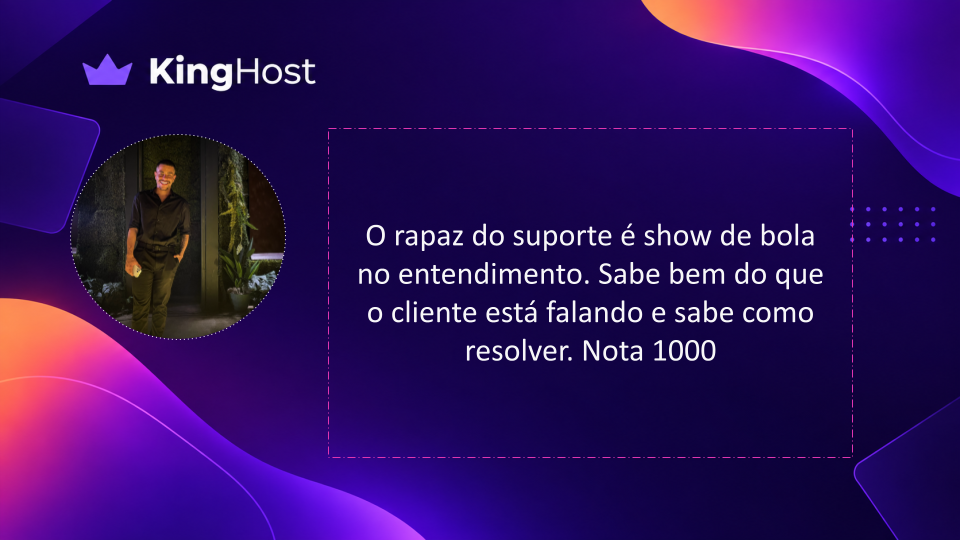 KingHost
O rapaz do suporte é show de bola
no entendimento. Sabe bem do que
o cliente está falando e sabe como
resolver. Nota 1000